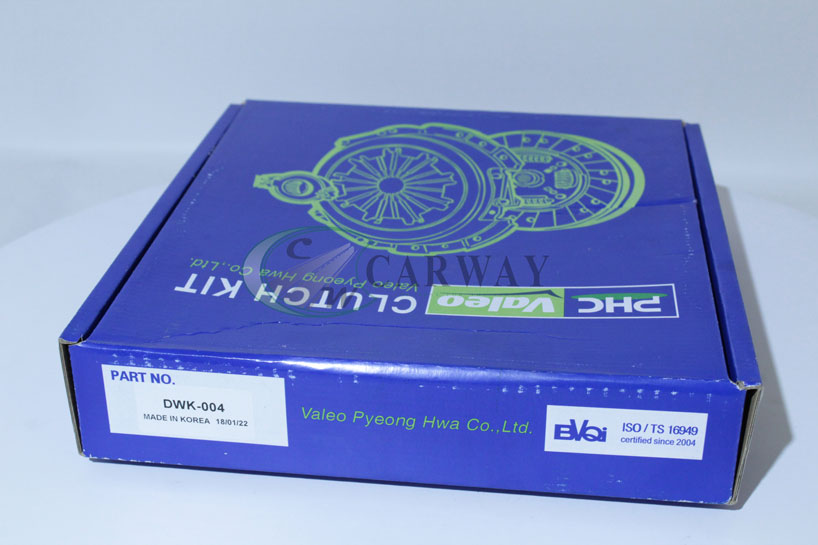 CARWAY
Valeo Pyeong Hwa Co.,Ltd.
CLUTCH KIT
PHC Valeo
PART NO.
DWK-004
MADE IN KOREA 18/01/22
Valeo Pyeong Hwa Co.,Ltd.
BVQi
ISO / TS 16949
certified since 2004